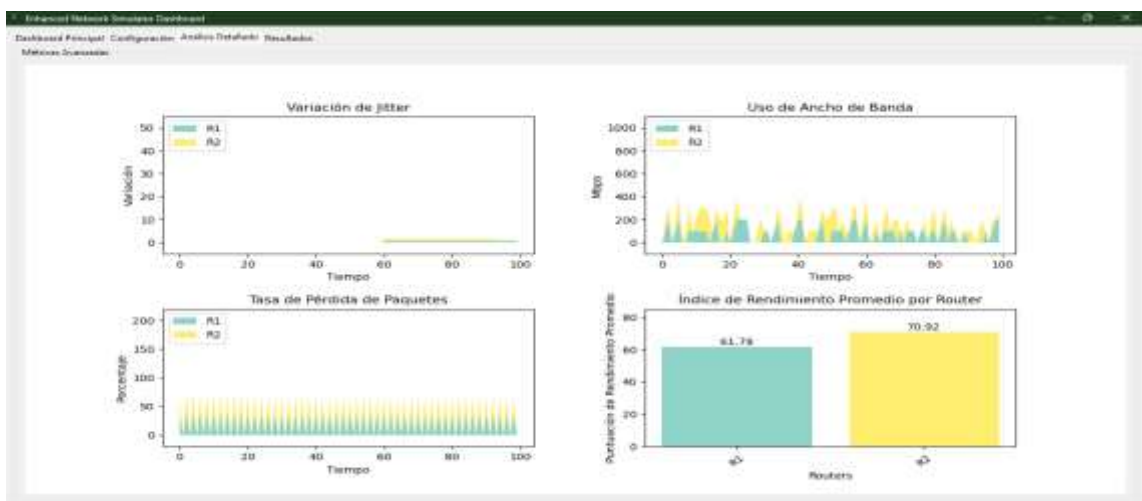 Enhanced Network Simulator Dashboard
Dashboard Principal Configuración Análisis Detallado Resultados
Métricas Avanzadas
Variación de Jitter
50
40
30
20
10
0
Variación
R1
R2
0 20 40 60 80 100
Tiempo
Uso de Ancho de Banda
1000
800
600
400
200
0
Mbps
R1
R2
0 20 40 60 80 100
Tiempo
Tasa de Pérdida de Paquetes
200
150
100
50
0
Porcentaje
R1
R2
0 20 40 60 80 100
Tiempo
Índice de Rendimiento Promedio por Router
80
60
40
20
0
Puntuación de Rendimiento Promedio
61.76
70.92
R1 R2
Routers